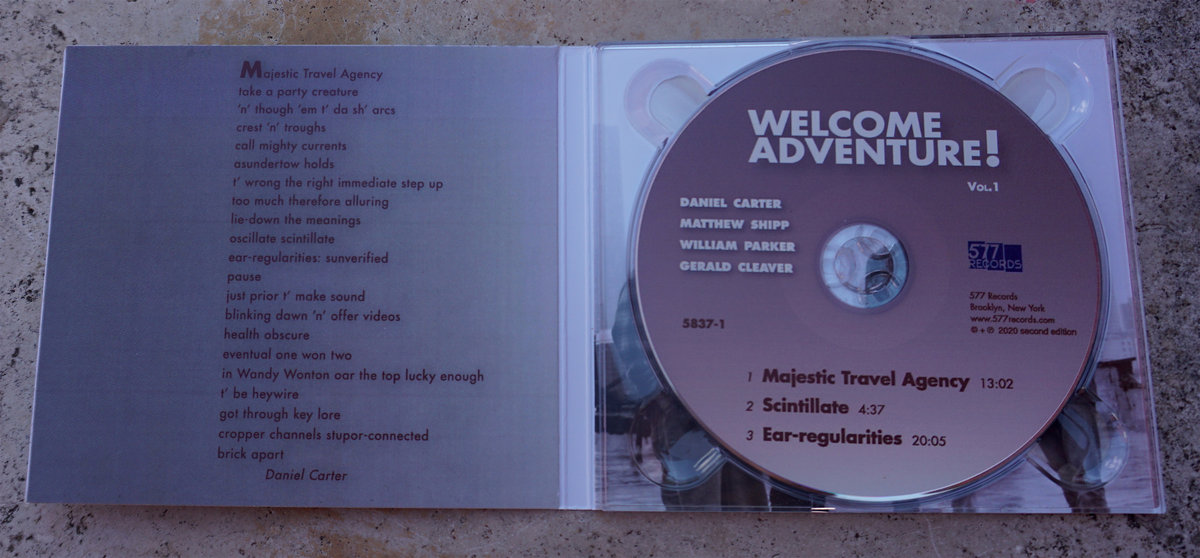 Majestic Travel Agency
take a party creature
'n' though 'em t' da sh' arcs
crest 'n' troughs
call mighty currents
asundertow holds
t' wrong the right immediate step up
too much therefore alluring
lie-down the meanings
oscillate scintillate
ear-regularities: sunverified
pause
just prior t' make sound
blinking dawn 'n' offer videos
health obscure
eventual one won two
in Wandy Wonton oar the top lucky enough
t' be heywire
got through key lore
cropper channels stupor-connected
brick apart
Daniel Carter
WELCOME
ADVENTURE!
VOL.1
DANIEL CARTER
MATTHEW SHIPP
WILLIAM PARKER
GERALD CLEAVER
577
RECORDS
577 Records
Brooklyn, New York
www.577records.com
© + ℗ 2020 second edition
5837-1
1 Majestic Travel Agency 13:02
2 Scintillate 4:37
3 Ear-regularities 20:05